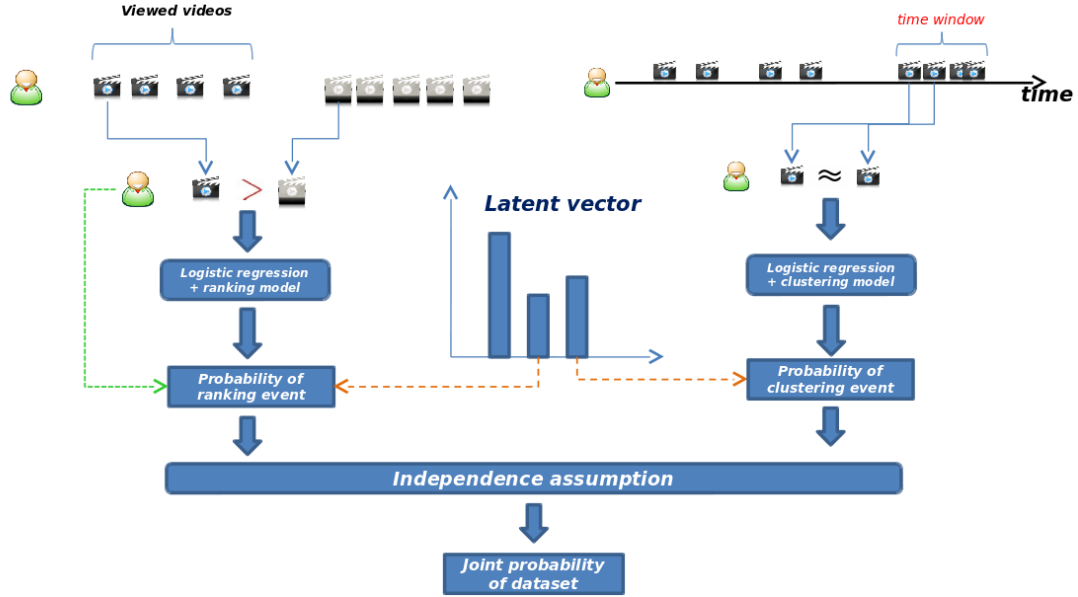 Viewed videos
time window
time
>
≈
Latent vector
Logistic regression
+ ranking model
Logistic regression
+ clustering model
Probability of
ranking event
Probability of
clustering event
Independence assumption
Joint probability
of dataset